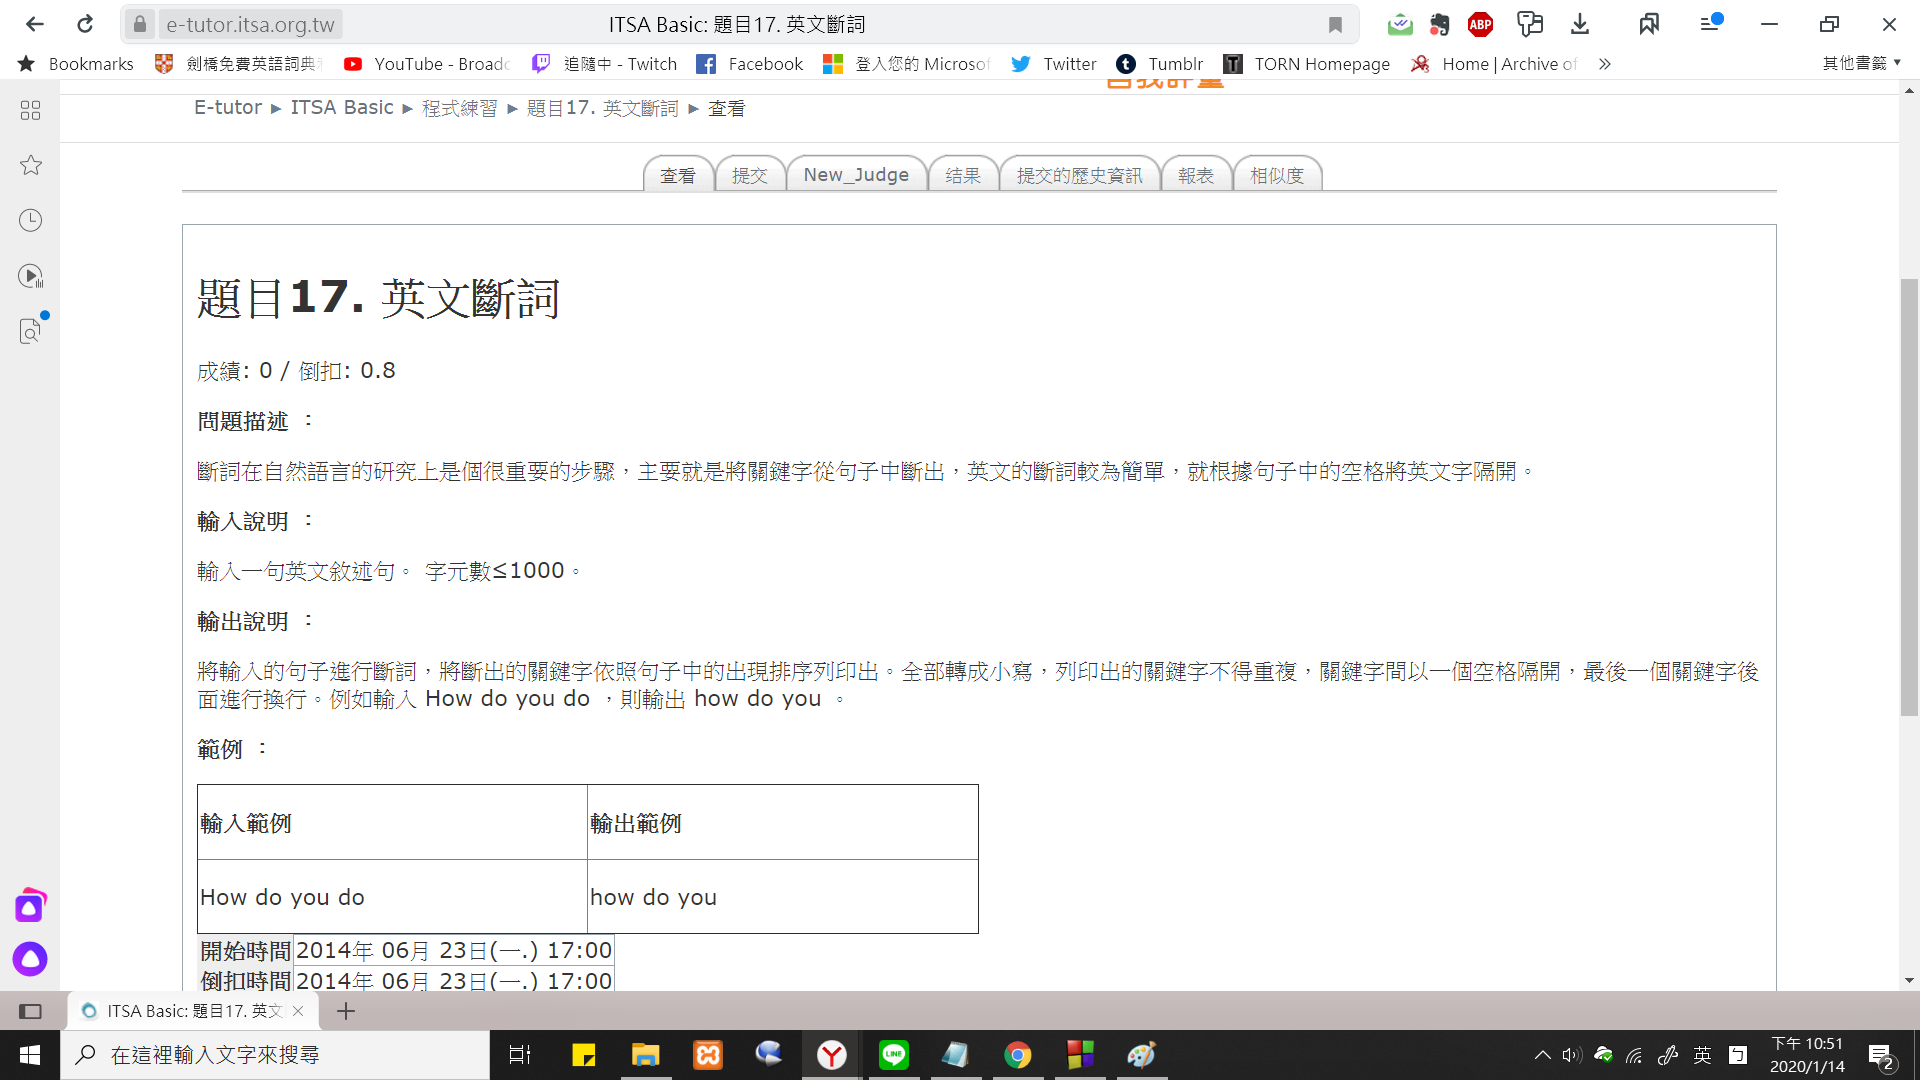 e-tutor.itsa.org.tw
ITSA Basic: 題目17. 英文斷詞
ABP
Bookmarks
劍橋免費英語詞典
YouTube - Broadc
追隨中 - Twitch
Facebook
登入您的 Microsof
Twitter
Tumblr
TORN Homepage
Home | Archive of
其他書籤
自我評量
E-tutor ► ITSA Basic ► 程式練習 ► 題目17. 英文斷詞 ► 查看
查看
提交
New_Judge
结果
提交的歷史資訊
報表
相似度
題目17. 英文斷詞
成績: 0 / 倒扣: 0.8
問題描述 ：
斷詞在自然語言的研究上是個很重要的步驟，主要就是將關鍵字從句子中斷出，英文的斷詞較為簡單，就根據句子中的空格將英文字隔開。
輸入說明 ：
輸入一句英文敘述句。 字元數≤1000。
輸出說明 ：
將輸入的句子進行斷詞，將斷出的關鍵字依照句子中的出現排序列印出。全部轉成小寫，列印出的關鍵字不得重複，關鍵字間以一個空格隔開，最後一個關鍵字後
面進行換行。例如輸入 How do you do ，則輸出 how do you 。
範例 ：
輸入範例
輸出範例
How do you do
how do you
開始時間 2014年 06月 23日(一.) 17:00
倒扣時間 2014年 06月 23日(一.) 17:00
ITSA Basic: 題目17. 英文
在這裡輸入文字來搜尋
LINE
英
下午 10:51
2020/1/14
2